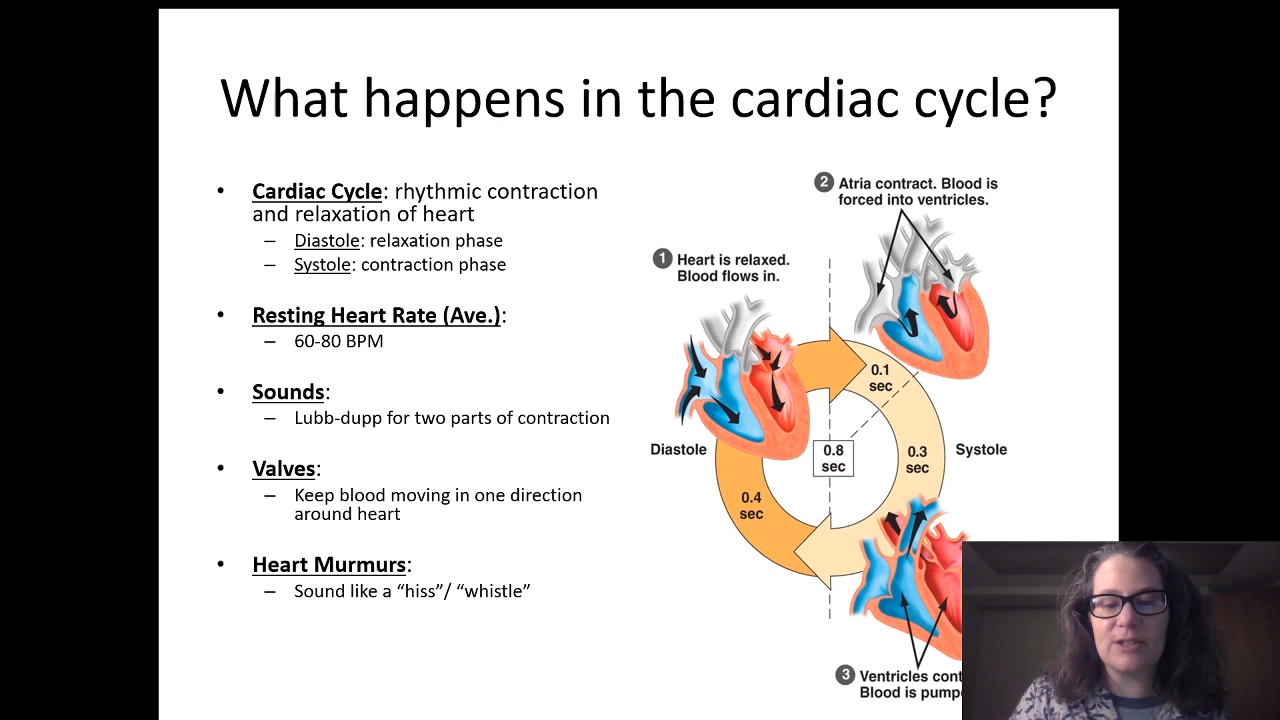 What happens in the cardiac cycle?
• Cardiac Cycle: rhythmic contraction
and relaxation of heart
– Diastole: relaxation phase
– Systole: contraction phase
• Resting Heart Rate (Ave.):
– 60-80 BPM
• Sounds:
– Lubb-dupp for two parts of contraction
• Valves:
– Keep blood moving in one direction
around heart
• Heart Murmurs:
– Sound like a “hiss”/ “whistle”
2 Atria contract. Blood is
forced into ventricles.
1 Heart is relaxed.
Blood flows in.
0.1
sec
Diastole
0.8
sec
0.3
sec
Systole
0.4
sec
3 Ventricles cont
Blood is pump